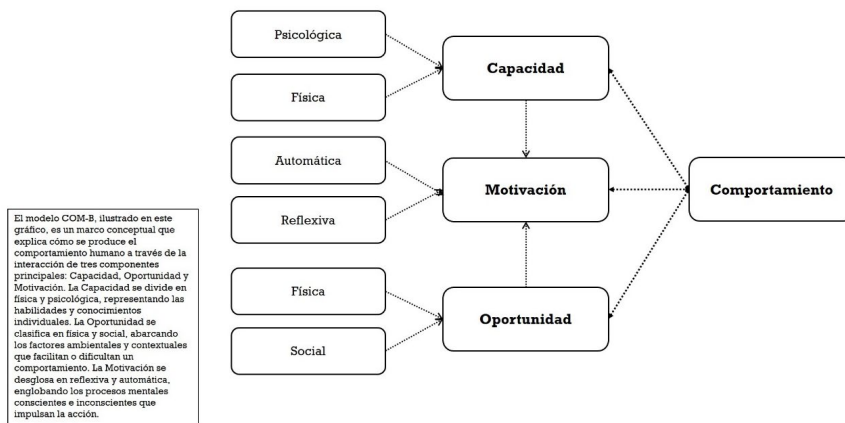 Psicológica
Física
Capacidad
Automática
Reflexiva
Motivación
Comportamiento
Física
Social
Oportunidad
El modelo COM-B, ilustrado en este
gráfico, es un marco conceptual que
explica cómo se produce el
comportamiento humano a través de la
interacción de tres componentes
principales: Capacidad, Oportunidad y
Motivación. La Capacidad se divide en
física y psicológica, representando las
habilidades y conocimientos
individuales. La Oportunidad se
clasifica en física y social, abarcando
los factores ambientales y contextuales
que facilitan o dificultan un
comportamiento. La Motivación se
desglosa en reflexiva y automática,
englobando los procesos mentales
conscientes e inconscientes que
impulsan la acción.